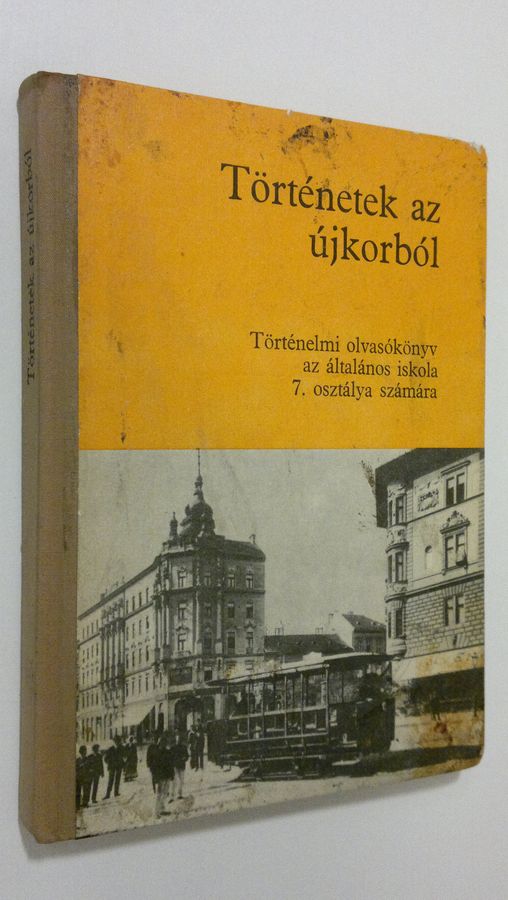 Történetek az újkorból
Történetek az
újkorból
Történelmi olvasókönyv
az általános iskola
7. osztálya számára